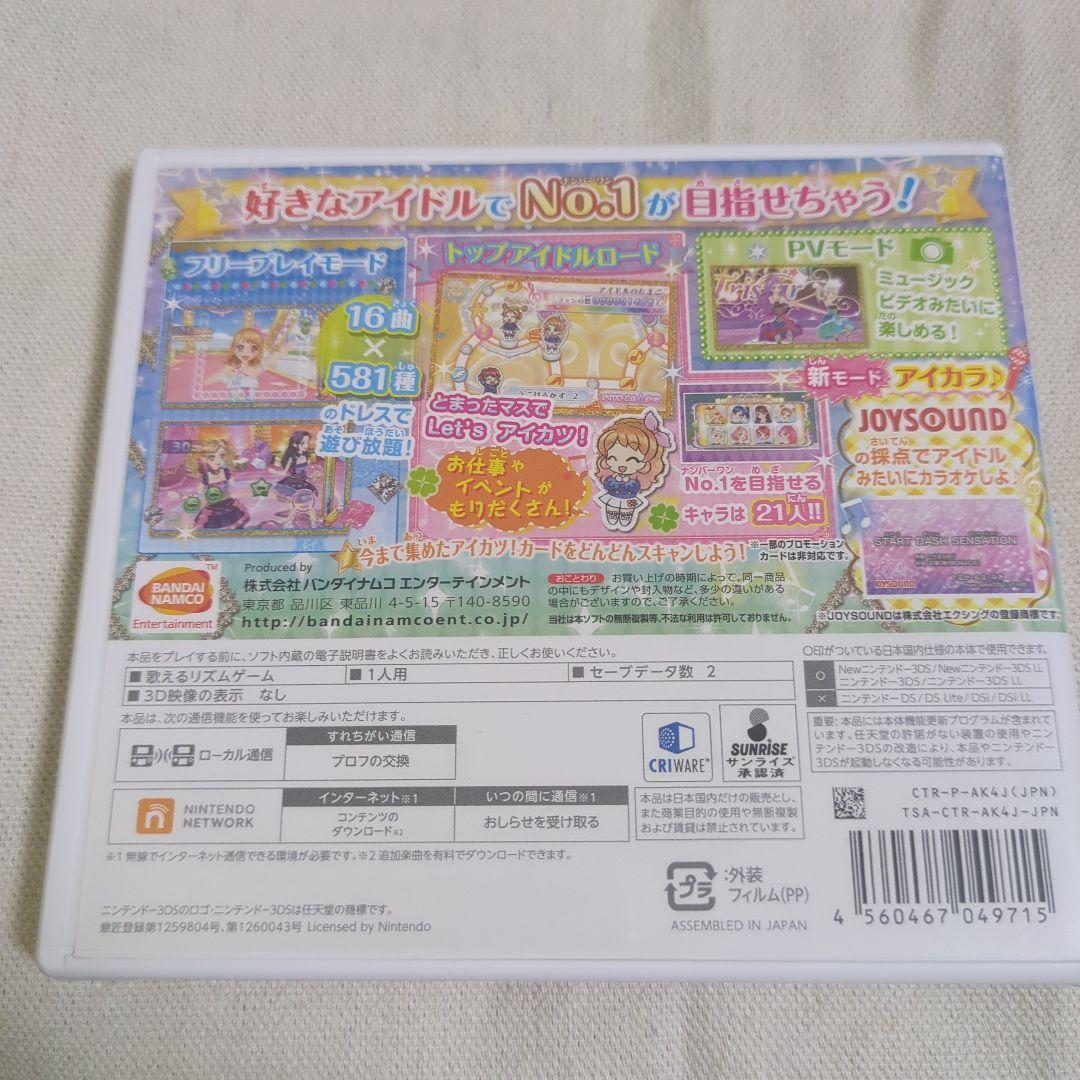 好きなアイドルでNo.1が目指せちゃう!
フリープレイモード
16曲
×
581種
のドレスで
遊び放題!
トップアイドルロード
アイドルのたまご
とまったマスで
Let's アイカツ!
お仕事や
イベントが
もりだくさん!
No.1を目指せる
キャラは 21人!!
PVモード
ミュージック
ビデオみたいに
楽しめる!
新モード アイカラ♪
JOYSOUND
の採点でアイドル
みたいにカラオケしよ♪
START DASH SENSATION
JOYSOUND
※JOYSOUNDは株式会社エクシングの登録商標です。
今まで集めたアイカツ!カードをどんどんスキャンしよう!
※一部のプロモーション
カードは非対応です。
BANDAI
NAMCO
Entertainment
Produced by
株式会社 バンダイナムコ エンターテインメント
東京都 品川区 東品川 4-5-15 〒140-8590
http://bandainamcoent.co.jp/
おことわり お買い上げの時期によって、同一商品
の中にもデザインや封入物など、多少の違いがある
場合がございますので、ご了承ください。
当社は本ソフトの無断複製等、不法な利用は許可しておりません。
本品をプレイする前に、ソフト内蔵の電子説明書をよくお読みいただき、正しくお使いください。
■ 歌えるリズムゲーム
■ 1人用
■ セーブデータ数 2
■ 3D映像の表示 なし
○印がついている日本国内仕様の本体で使用できます。
○ Newニンテンドー3DS/Newニンテンドー3DS LL
ニンテンドー3DS/ニンテンドー3DS LL
× ニンテンドーDS/DS Lite/DSi/DSi LL
本品は、次の通信機能を使ってお楽しみいただけます。
ローカル通信
すれちがい通信
プロフの交換
NINTENDO
NETWORK
インターネット※1
コンテンツの
ダウンロード※2
いつの間に通信※1
おしらせを受け取る
CRIWARE™
SUNRISE
サンライズ
承認済
重要:本品には本体機能更新プログラムが含まれて
います。任天堂の許諾がない装置の使用やニン
テンドー3DSの改造により、本品やニンテンドー
3DSが起動しなくなる可能性があります。
本品は日本国内だけの販売とし、
また商業目的の使用や無断複製
および賃貸は禁止されています。
CTR-P-AK4J(JPN)
TSA-CTR-AK4J-JPN
※1 無線でインターネット通信できる環境が必要です。※2 追加楽曲を有料でダウンロードできます。
プラ
:外装
フィルム(PP)
ASSEMBLED IN JAPAN
4 560467 049715
ニンテンドー3DSのロゴ・ニンテンドー3DSは任天堂の商標です。
意匠登録第1259804号、第1260043号 Licensed by Nintendo